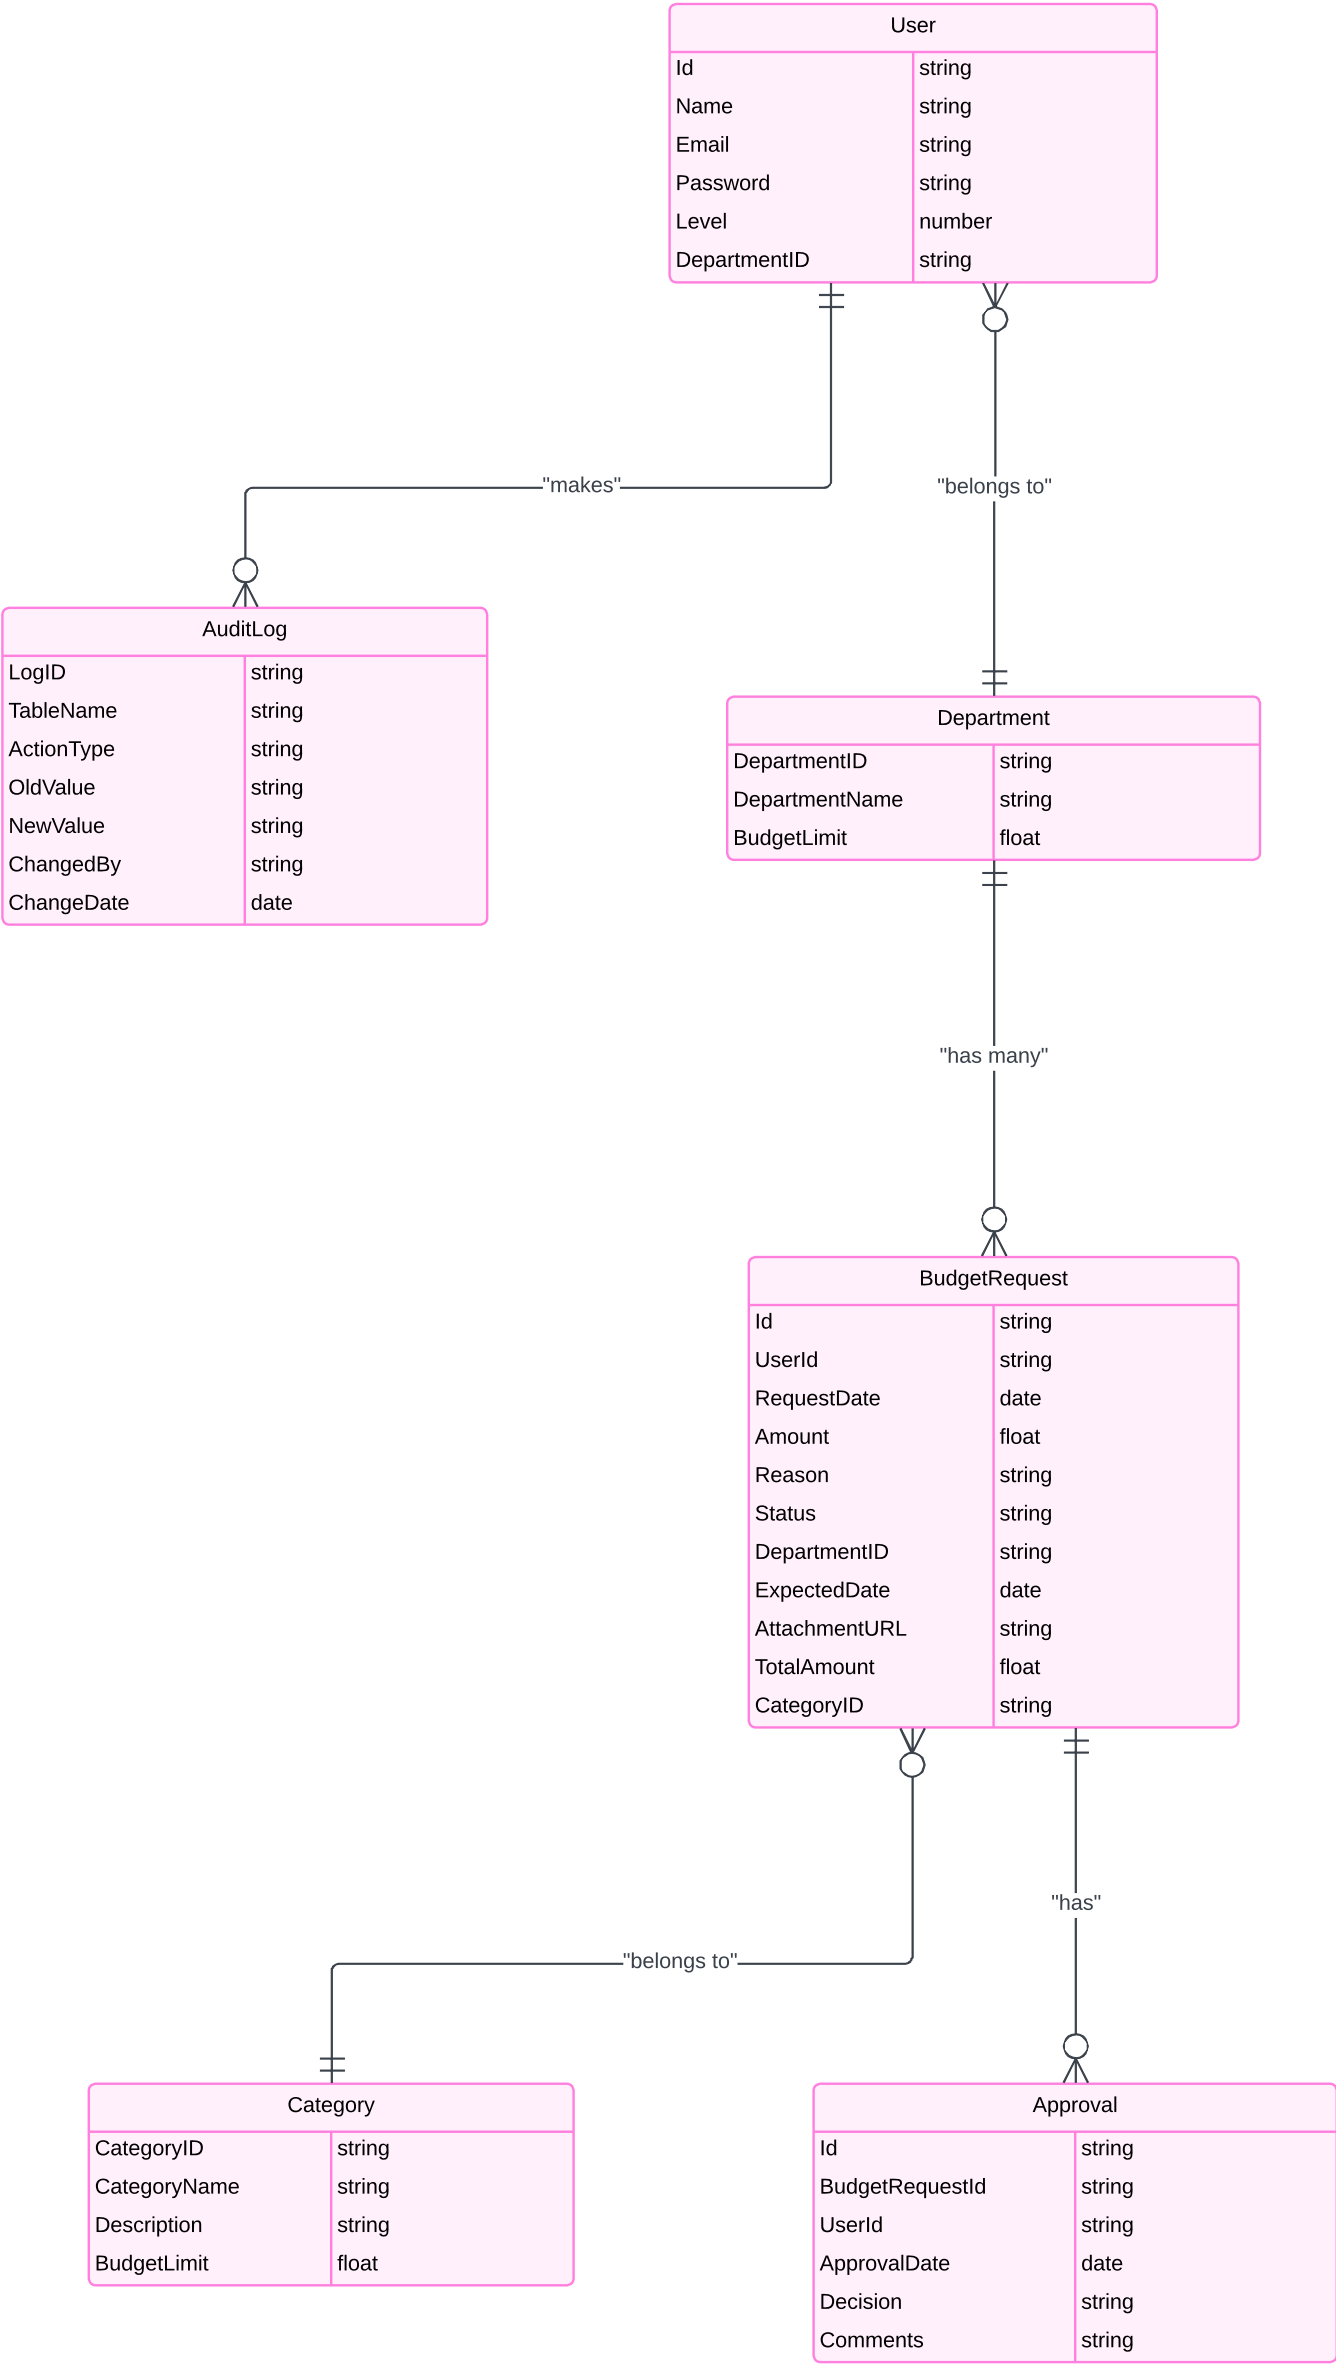 User
Id string
Name string
Email string
Password string
Level number
DepartmentID string
"makes"
"belongs to"
AuditLog
LogID string
TableName string
ActionType string
OldValue string
NewValue string
ChangedBy string
ChangeDate date
Department
DepartmentID string
DepartmentName string
BudgetLimit float
"has many"
BudgetRequest
Id string
UserId string
RequestDate date
Amount float
Reason string
Status string
DepartmentID string
ExpectedDate date
AttachmentURL string
TotalAmount float
CategoryID string
"has"
"belongs to"
Category
CategoryID string
CategoryName string
Description string
BudgetLimit float
Approval
Id string
BudgetRequestId string
UserId string
ApprovalDate date
Decision string
Comments string